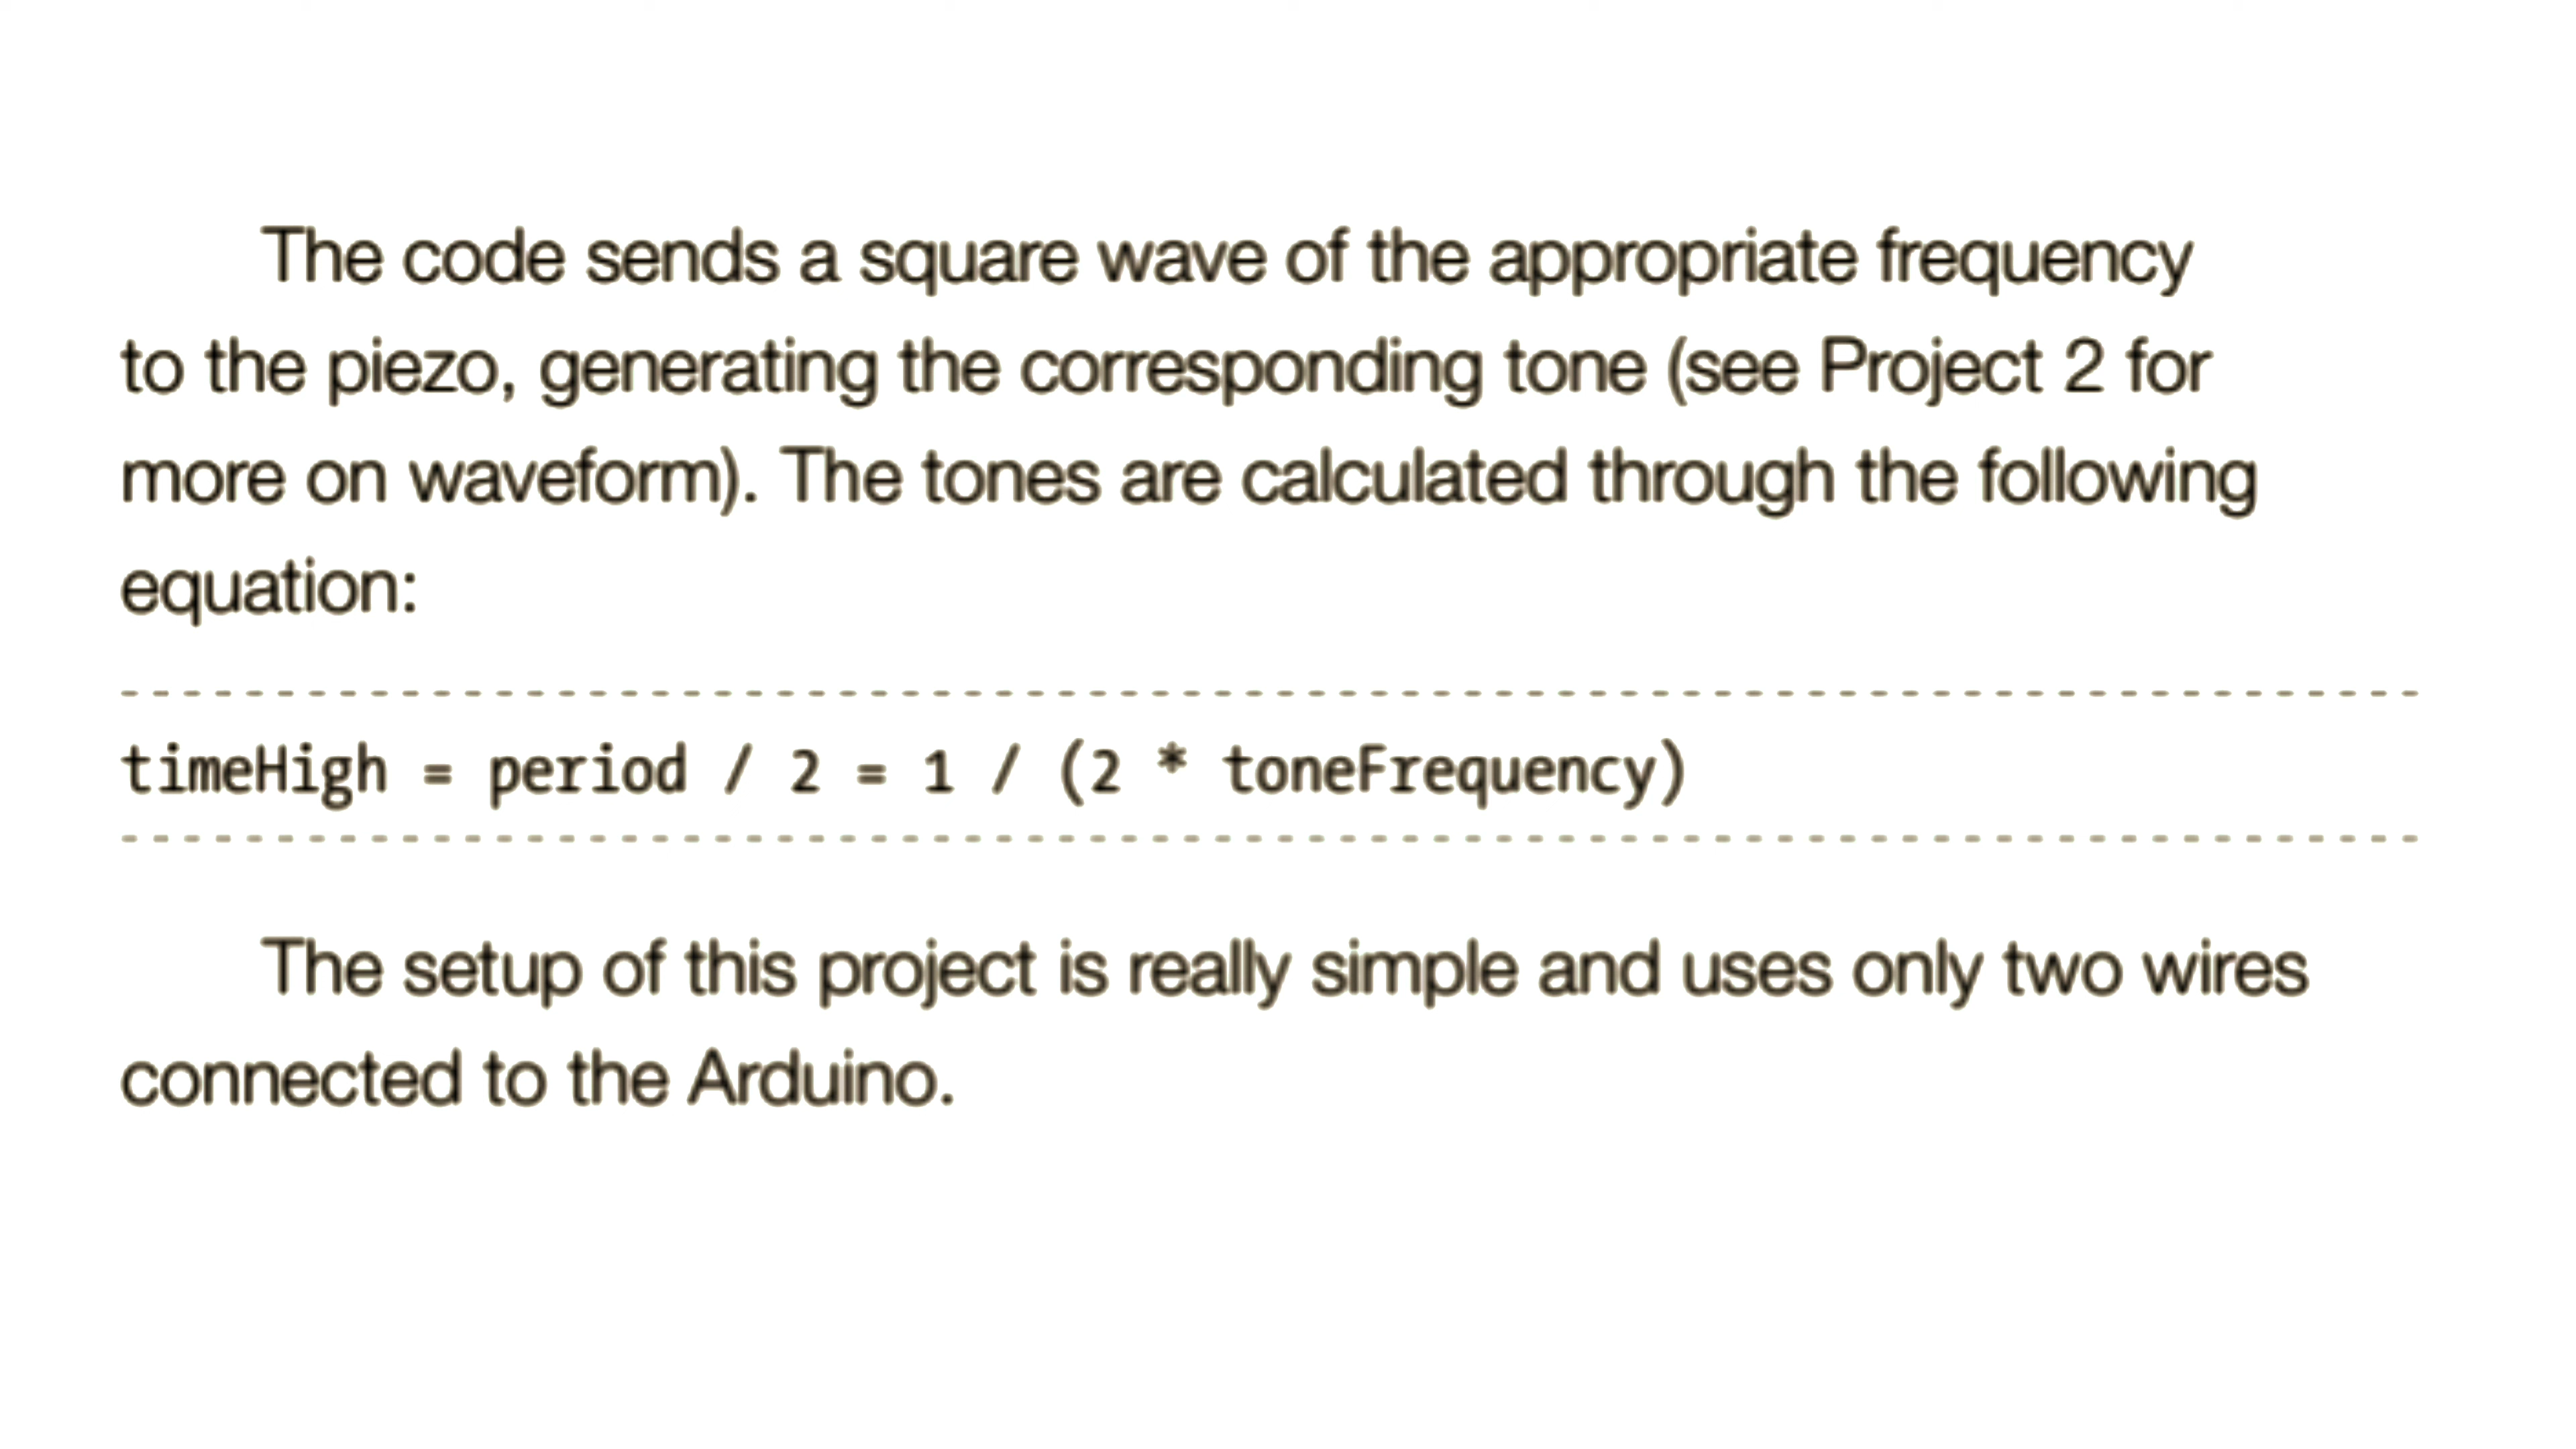 The code sends a square wave of the appropriate frequency
to the piezo, generating the corresponding tone (see Project 2 for
more on waveform). The tones are calculated through the following
equation:
timeHigh = period / 2 = 1 / (2 * toneFrequency)
The setup of this project is really simple and uses only two wires
connected to the Arduino.